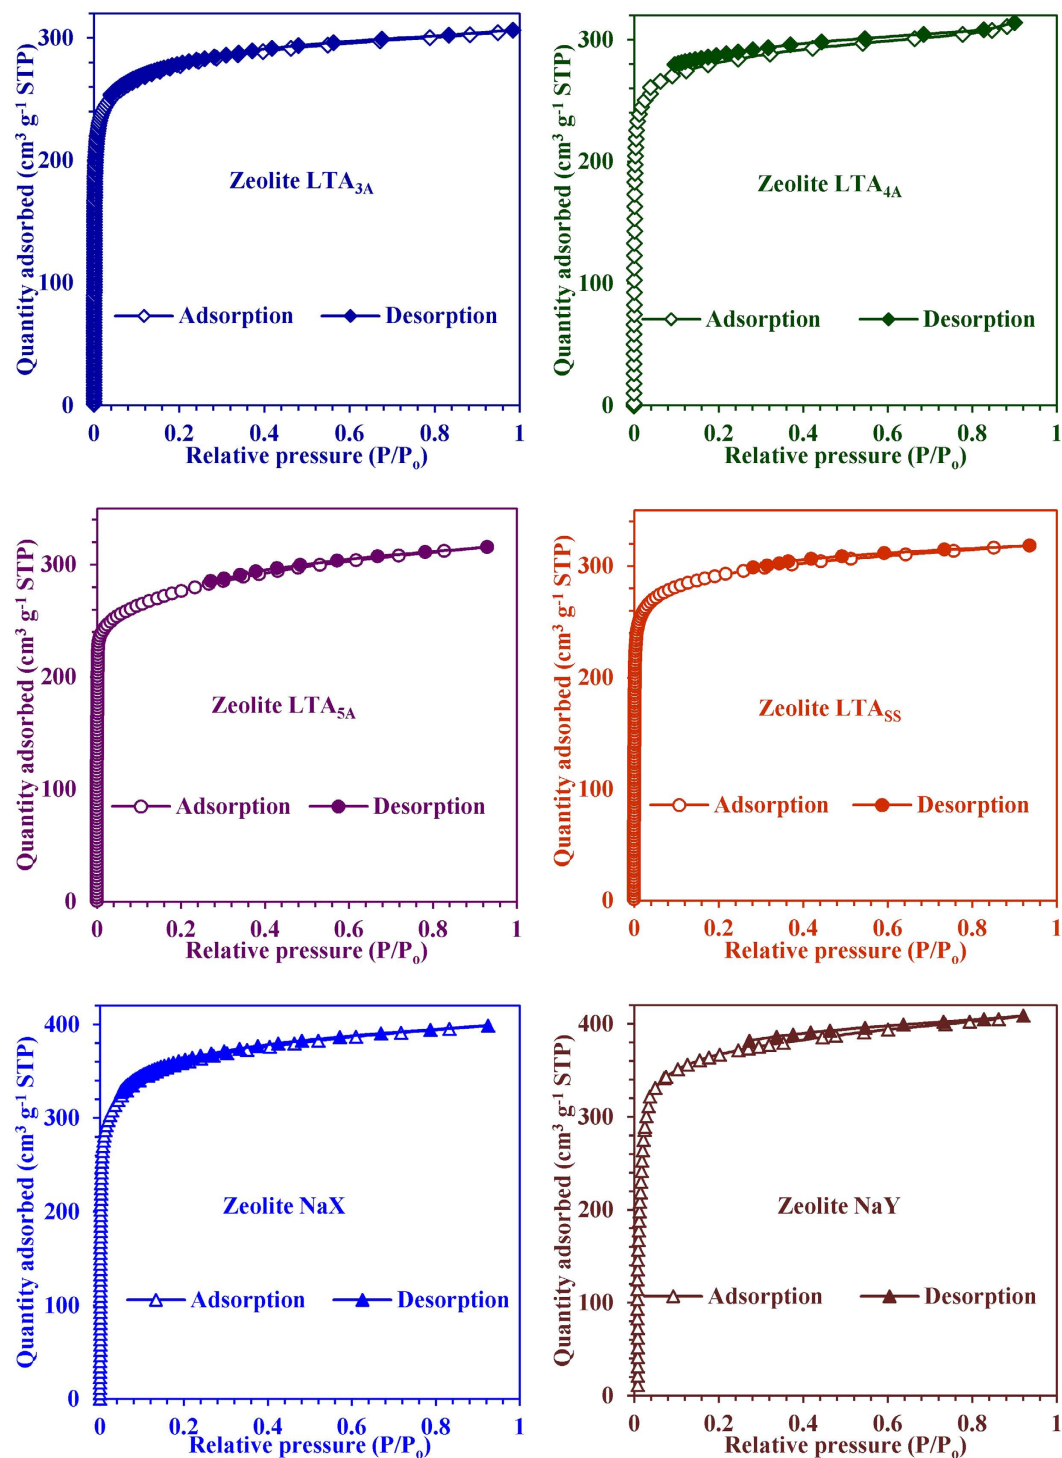 Quantity adsorbed (cm³ g⁻¹ STP)
300
200
100
0
Zeolite LTA₃A
Adsorption
Desorption
0 0.2 0.4 0.6 0.8 1
Relative pressure (P/Pₒ)
Quantity adsorbed (cm³ g⁻¹ STP)
300
200
100
0
Zeolite LTA₄A
Adsorption
Desorption
0 0.2 0.4 0.6 0.8 1
Relative pressure (P/Pₒ)
Quantity adsorbed (cm³ g⁻¹ STP)
300
200
100
0
Zeolite LTA₅A
Adsorption
Desorption
0 0.2 0.4 0.6 0.8 1
Relative pressure (P/Pₒ)
Quantity adsorbed (cm³ g⁻¹ STP)
300
200
100
0
Zeolite LTASS
Adsorption
Desorption
0 0.2 0.4 0.6 0.8 1
Relative pressure (P/Pₒ)
Quantity adsorbed (cm³ g⁻¹ STP)
400
300
200
100
0
Zeolite NaX
Adsorption
Desorption
0 0.2 0.4 0.6 0.8 1
Relative pressure (P/Pₒ)
Quantity adsorbed (cm³ g⁻¹ STP)
400
300
200
100
0
Zeolite NaY
Adsorption
Desorption
0 0.2 0.4 0.6 0.8 1
Relative pressure (P/Pₒ)